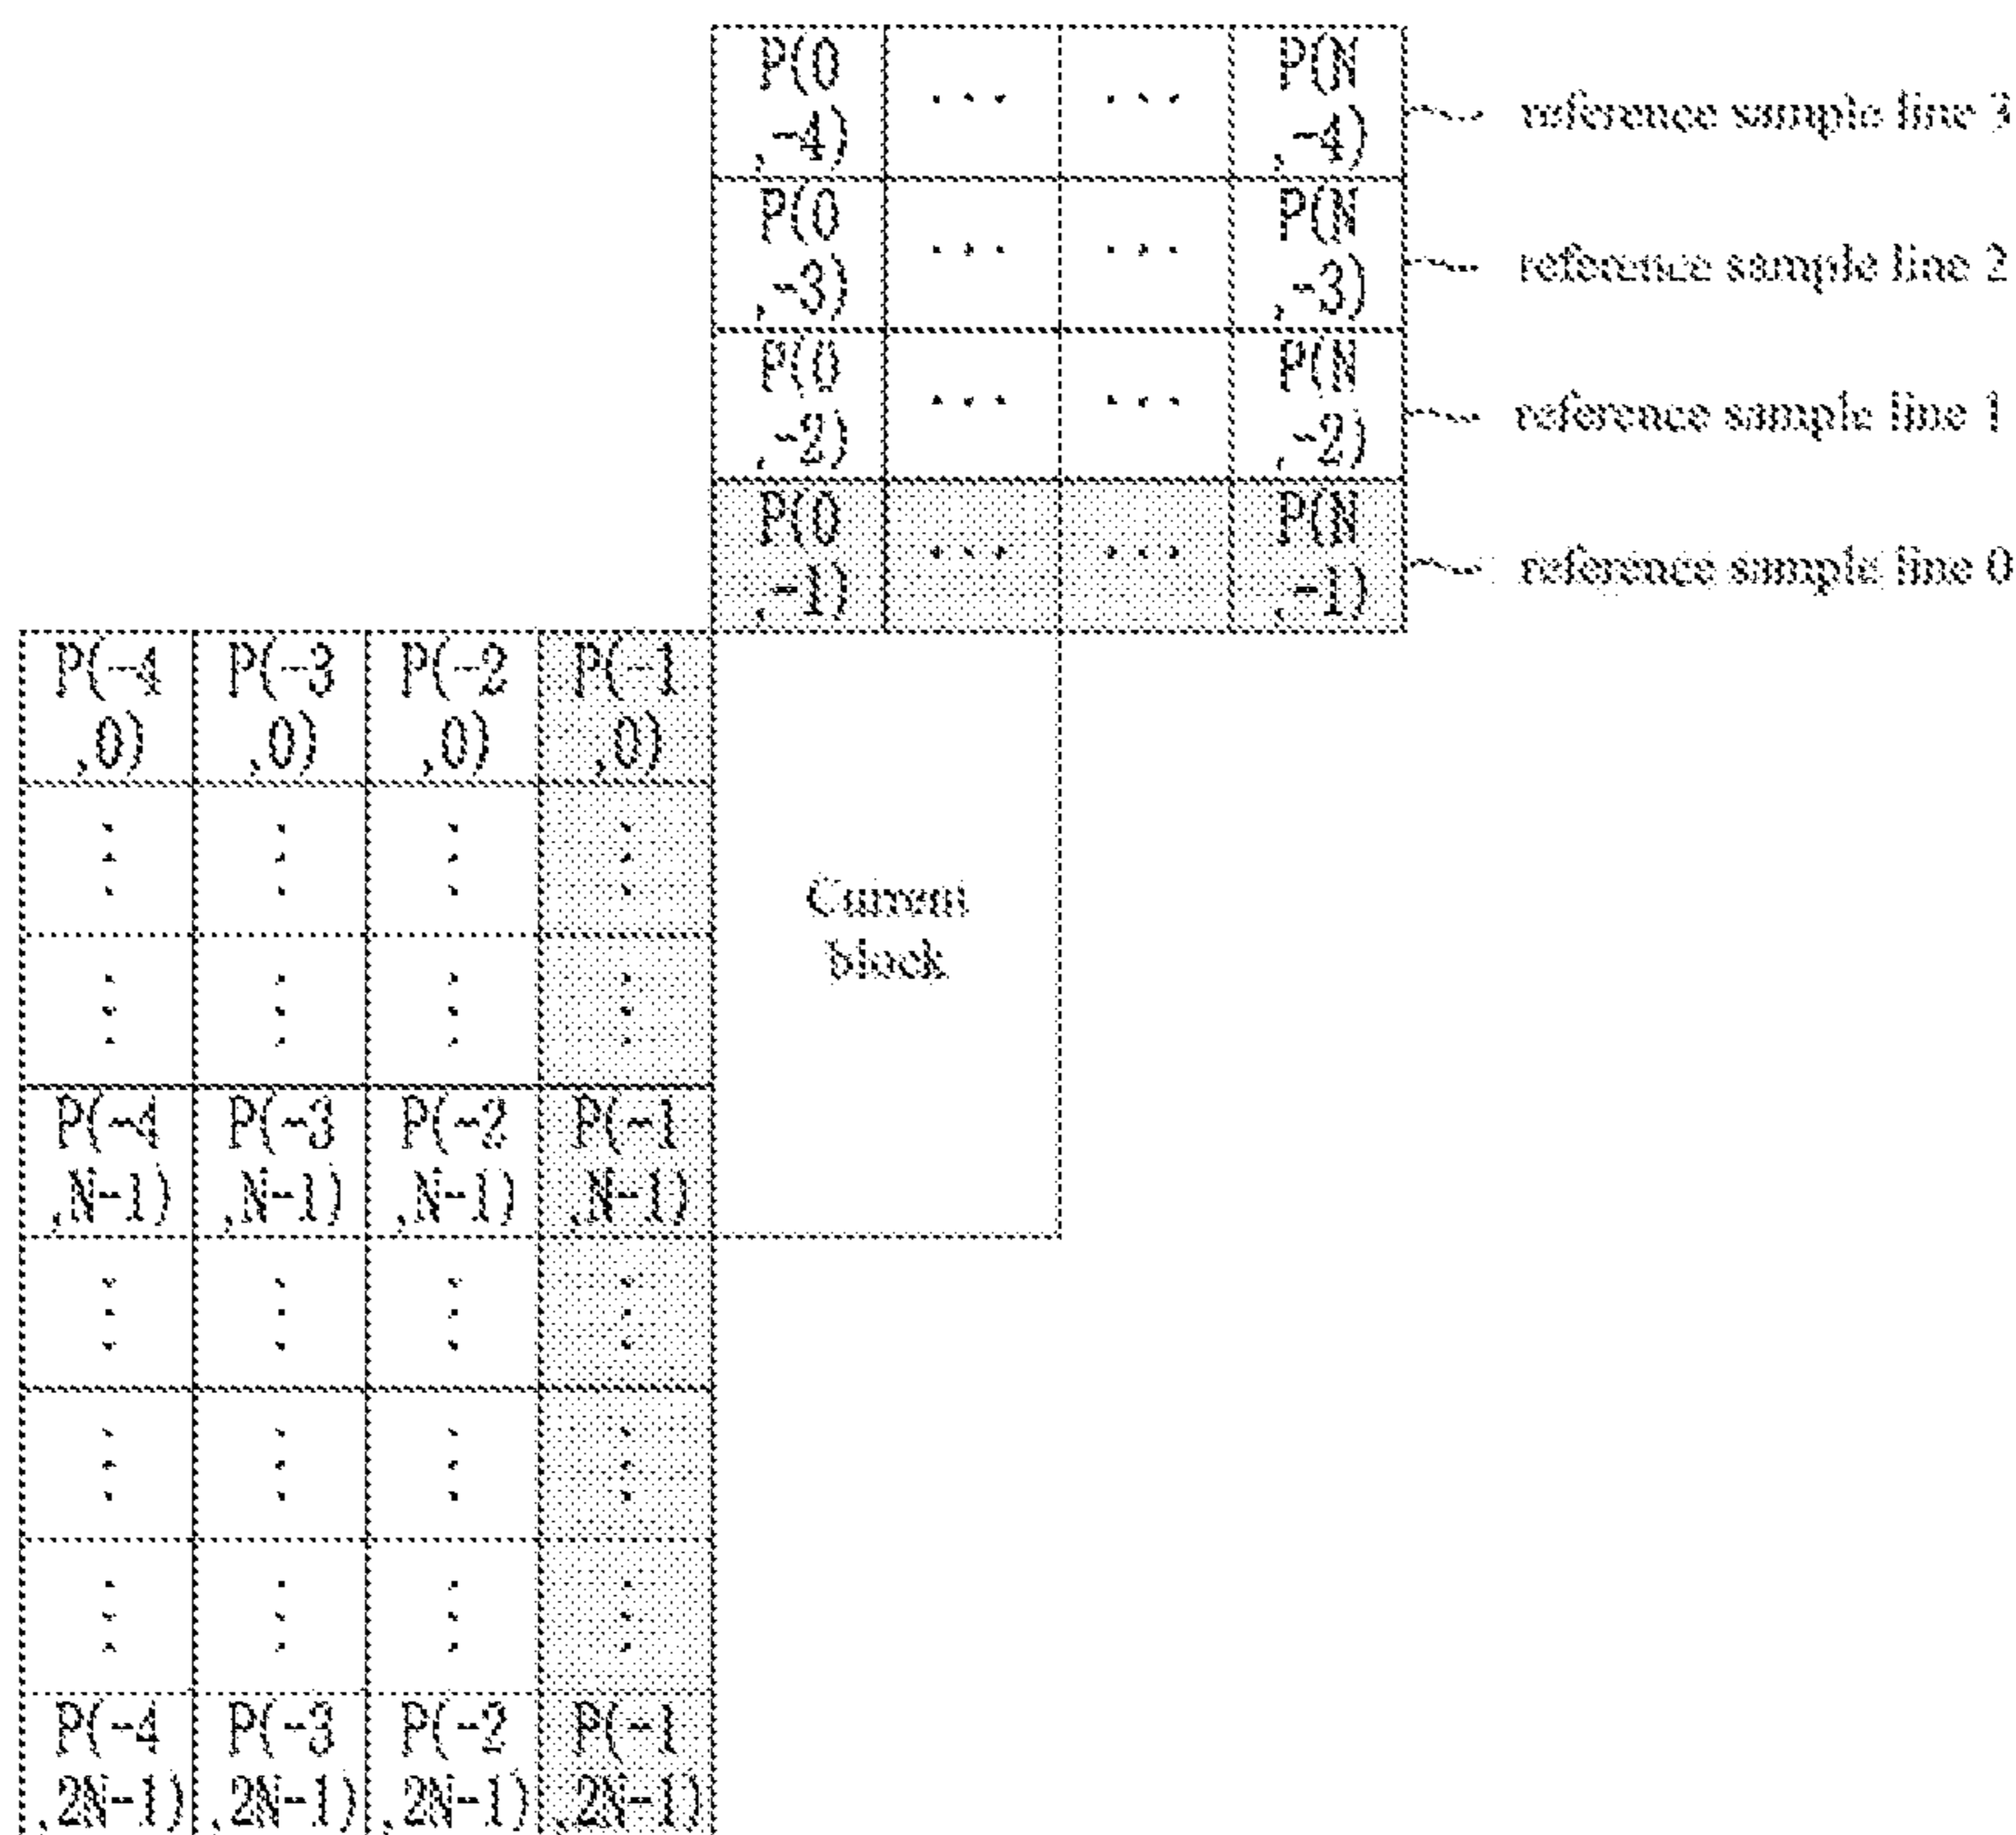 P(0 ,-4) ... ... P(N ,-4) reference sample line 3
P(0 ,-3) ... ... P(N ,-3) reference sample line 2
P(0 ,-2) ... ... P(N ,-2) reference sample line 1
P(0 ,-1) ... ... P(N ,-1) reference sample line 0
P(-4 ,0) P(-3 ,0) P(-2 ,0) P(-1 ,0)
Current
block
P(-4 ,N-1) P(-3 ,N-1) P(-2 ,N-1) P(-1 ,N-1)
P(-4 ,2N-1) P(-3 ,2N-1) P(-2 ,2N-1) P(-1 ,2N-1)